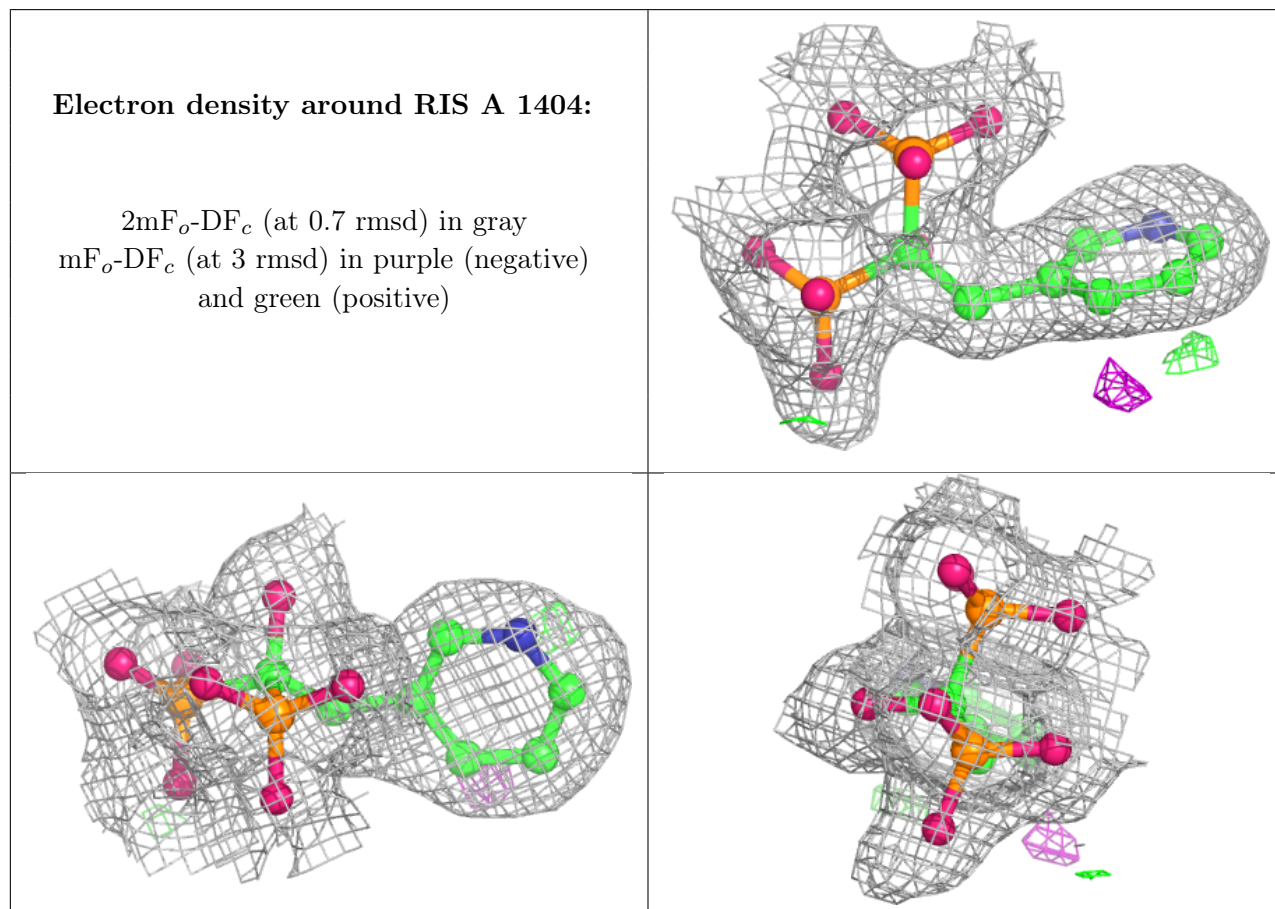 Electron density around RIS A 1404:
2mFo-DFc (at 0.7 rmsd) in gray
mFo-DFc (at 3 rmsd) in purple (negative)
and green (positive)